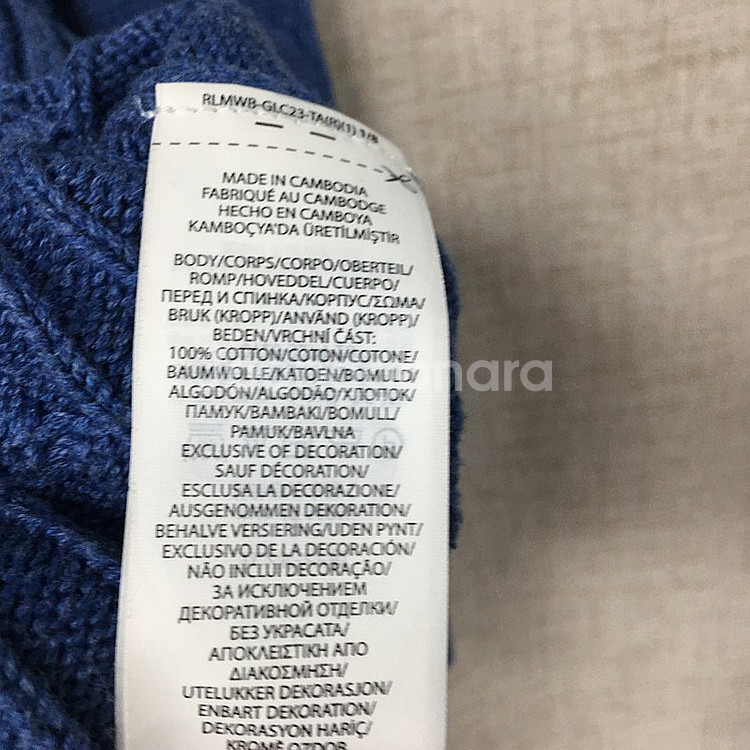 RLMWB-GLC23-TA(R)(1) 1/8
MADE IN CAMBODIA
FABRIQUÉ AU CAMBODGE
HECHO EN CAMBOYA
KAMBOÇYA'DA ÜRETİLMİŞTİR
BODY/CORPS/CORPO/OBERTEIL/
ROMP/HOVEDDEL/CUERPO/
ПЕРЕД И СПИНКА/КОРПУС/ΣΩΜΑ/
BRUK (KROPP)/ANVÄND (KROPP)/
BEDEN/VRCHNÍ ČÁST:
100% COTTON/COTON/COTONE/
BAUMWOLLE/KATOEN/BOMULD/
ALGODÓN/ALGODÃO/ХЛОПОК/
ПАМУК/ΒΑΜΒΑΚΙ/BOMULL/
PAMUK/BAVLNA
EXCLUSIVE OF DECORATION/
SAUF DÉCORATION/
ESCLUSA LA DECORAZIONE/
AUSGENOMMEN DEKORATION/
BEHALVE VERSIERING/UDEN PYNT/
EXCLUSIVO DE LA DECORACIÓN/
NÃO INCLUI DECORAÇÃO/
ЗА ИСКЛЮЧЕНИЕМ
ДЕКОРАТИВНОЙ ОТДЕЛКИ/
БЕЗ УКРАСАТА/
ΑΠΟΚΛΕΙΣΤΙΚΗ ΑΠΟ
ΔΙΑΚΟΣΜΗΣΗ/
UTELUKKER DEKORASJON/
ENBART DEKORATION/
DEKORASYON HARİÇ/
KROMĚ OZDOB